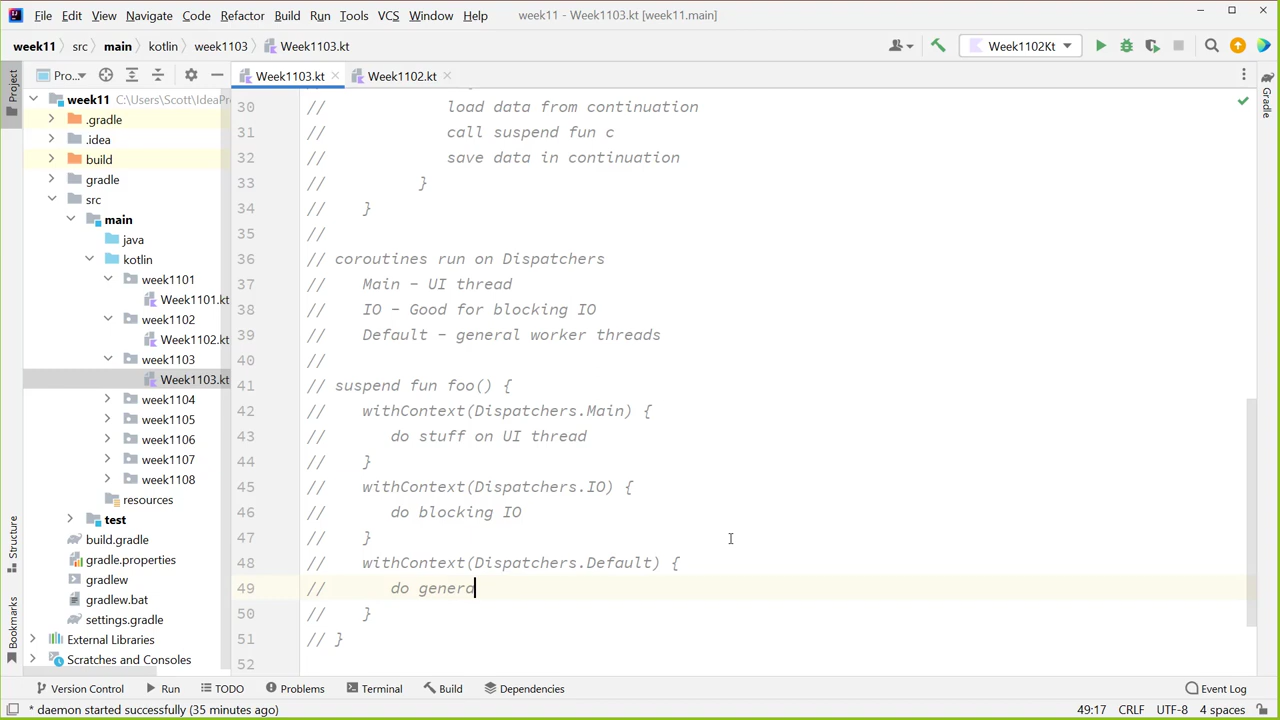 File Edit View Navigate Code Refactor Build Run Tools VCS Window Help week11 - Week1103.kt [week11.main]
week11 src main kotlin week1103 Week1103.kt Week1102Kt
Project Pro... Week1103.kt Week1102.kt Gradle
week11 C:\Users\Scott\IdeaPr
.gradle
.idea
build
gradle
src
main
java
kotlin
week1101
Week1101.kt
week1102
Week1102.kt
week1103
Week1103.kt
week1104
week1105
week1106
week1107
week1108
resources
test
build.gradle
gradle.properties
gradlew
gradlew.bat
settings.gradle
External Libraries
Scratches and Consoles
Structure
Bookmarks
30 // load data from continuation
31 // call suspend fun c
32 // save data in continuation
33 // }
34 // }
35 //
36 // coroutines run on Dispatchers
37 // Main - UI thread
38 // IO - Good for blocking IO
39 // Default - general worker threads
40 //
41 // suspend fun foo() {
42 // withContext(Dispatchers.Main) {
43 // do stuff on UI thread
44 // }
45 // withContext(Dispatchers.IO) {
46 // do blocking IO
47 // }
48 // withContext(Dispatchers.Default) {
49 // do genera
50 // }
51 // }
52
Version Control Run TODO Problems Terminal Build Dependencies Event Log
* daemon started successfully (35 minutes ago) 49:17 CRLF UTF-8 4 spaces